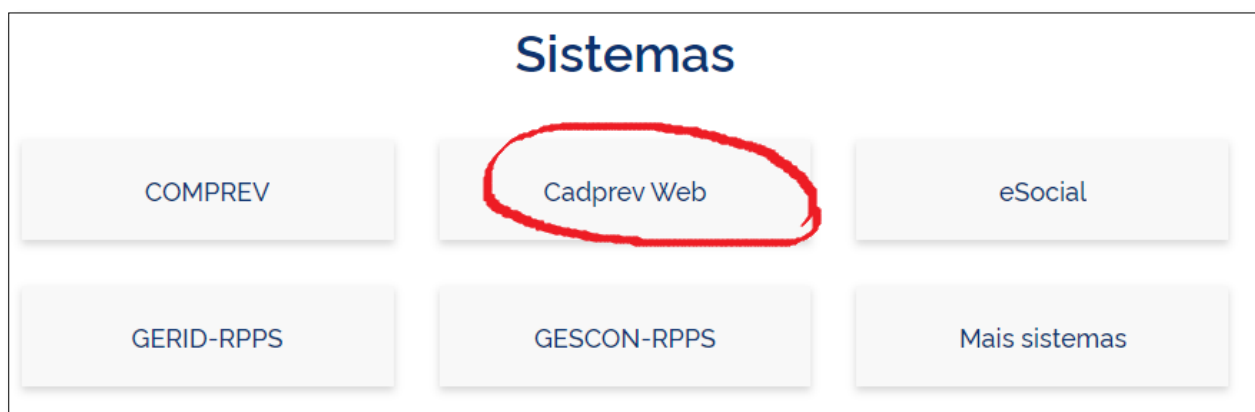 Sistemas
COMPREV
Cadprev Web
eSocial
GERID-RPPS
GESCON-RPPS
Mais sistemas